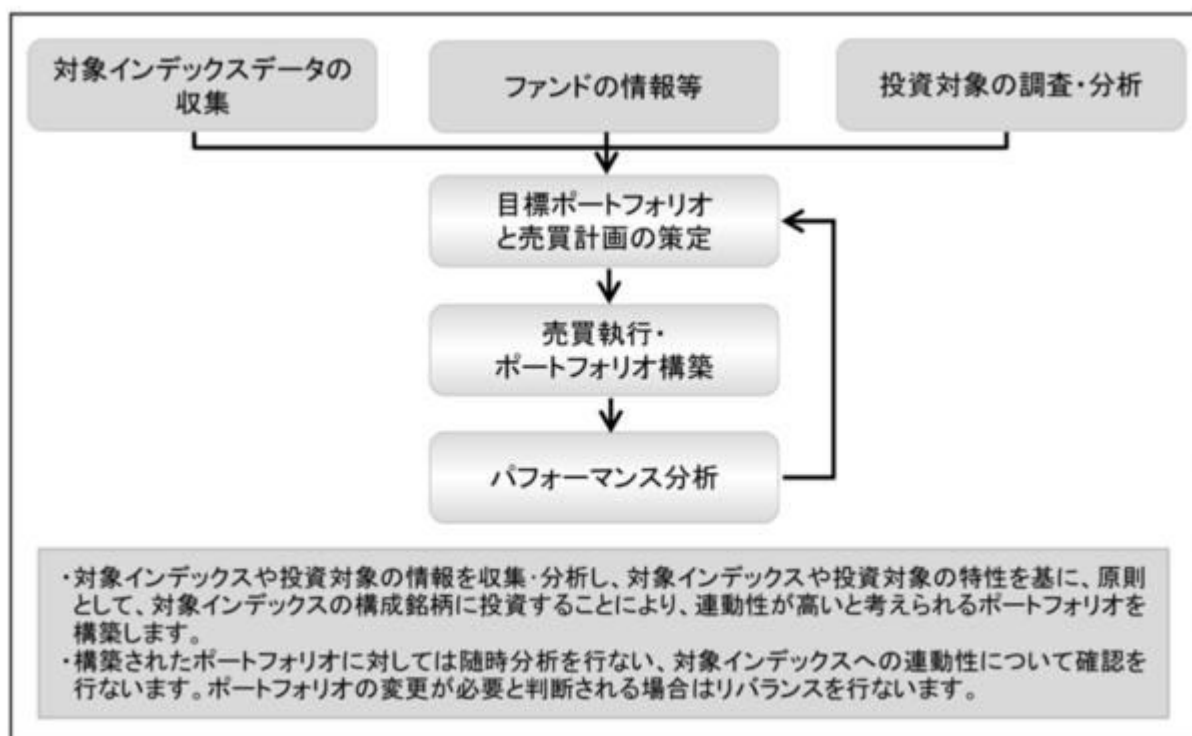 対象インデックスデータの
収集
ファンドの情報等
投資対象の調査・分析
目標ポートフォリオ
と売買計画の策定
売買執行・
ポートフォリオ構築
パフォーマンス分析
・対象インデックスや投資対象の情報を収集・分析し、対象インデックスや投資対象の特性を基に、原則
として、対象インデックスの構成銘柄に投資することにより、連動性が高いと考えられるポートフォリオを
構築します。
・構築されたポートフォリオに対しては随時分析を行ない、対象インデックスへの連動性について確認を
行ないます。ポートフォリオの変更が必要と判断される場合はリバランスを行ないます。